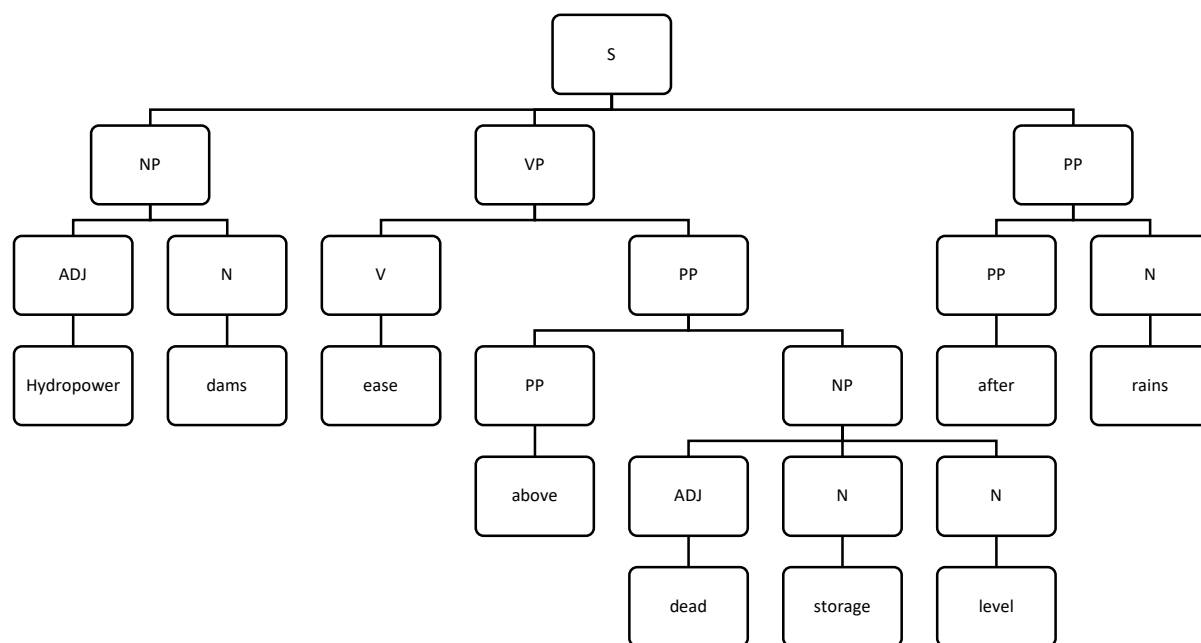 S
NP VP PP
ADJ N V PP PP N
Hydropower dams ease PP NP after rains
above ADJ N N
dead storage level